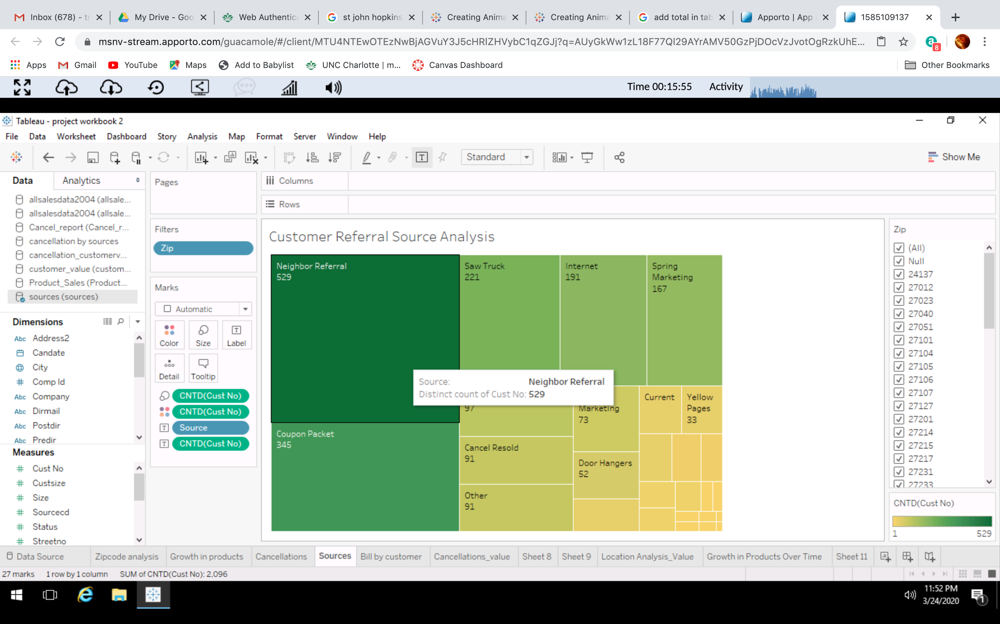 Inbox (678) - tr
My Drive - Goo
Web Authentica
st john hopkins
Creating Anima
Creating Anima
add total in tab
Apporto | App a
1585109137
msnv-stream.apporto.com/guacamole/#/client/MTU4NTEwOTEzNwBjAGVuY3J5cHRlZHVybC1qZGJj?q=AUyGkWw1zL18F77Ql29AYrAMV50GzPjDOcVzJvotOgRzkUhE...
8
Apps
Gmail
YouTube
Maps
Add to Babylist
UNC Charlotte | m...
Canvas Dashboard
Other Bookmarks
Time 00:15:55
Activity
Tableau - project workbook 2
File
Data
Worksheet
Dashboard
Story
Analysis
Map
Format
Server
Window
Help
Standard
Show Me
Data
Analytics
allsalesdata2004 (allsale...
allsalesdata2004 (allsale...
Cancel_report (Cancel_r...
cancellation by sources
cancellation_customerv...
customer_value (custom...
Product_Sales (Product...
sources (sources)
Dimensions
Abc Address2
Candate
City
# Comp Id
Abc Company
Abc Dirmail
Abc Postdir
Abc Predir
Measures
# Cust No
# Custsize
# Size
# Sourcecd
# Status
# Streetno
Pages
Filters
Zip
Marks
Automatic
Color
Size
Label
Detail
Tooltip
CNTD(Cust No)
CNTD(Cust No)
Source
CNTD(Cust No)
Columns
Rows
Customer Referral Source Analysis
Neighbor Referral
529
Saw Truck
221
Internet
191
Spring
Marketing
167
Source: Neighbor Referral
Distinct count of Cust No: 529
97
Marketing
73
Current
Yellow
Pages
33
Coupon Packet
345
Cancel Resold
91
Door Hangers
52
Other
91
Zip
(All)
Null
24137
27012
27023
27040
27051
27101
27104
27105
27106
27107
27127
27201
27214
27215
27217
27231
27233
CNTD(Cust No)
1
529
Data Source
Zipcode analysis
Growth in products
Cancellations
Sources
Bill by customer
Cancellations_value
Sheet 8
Sheet 9
Location Analysis_Value
Growth in Products Over Time
Sheet 11
27 marks
1 row by 1 column
SUM of CNTD(Cust No): 2,096
11:52 PM
3/24/2020
1